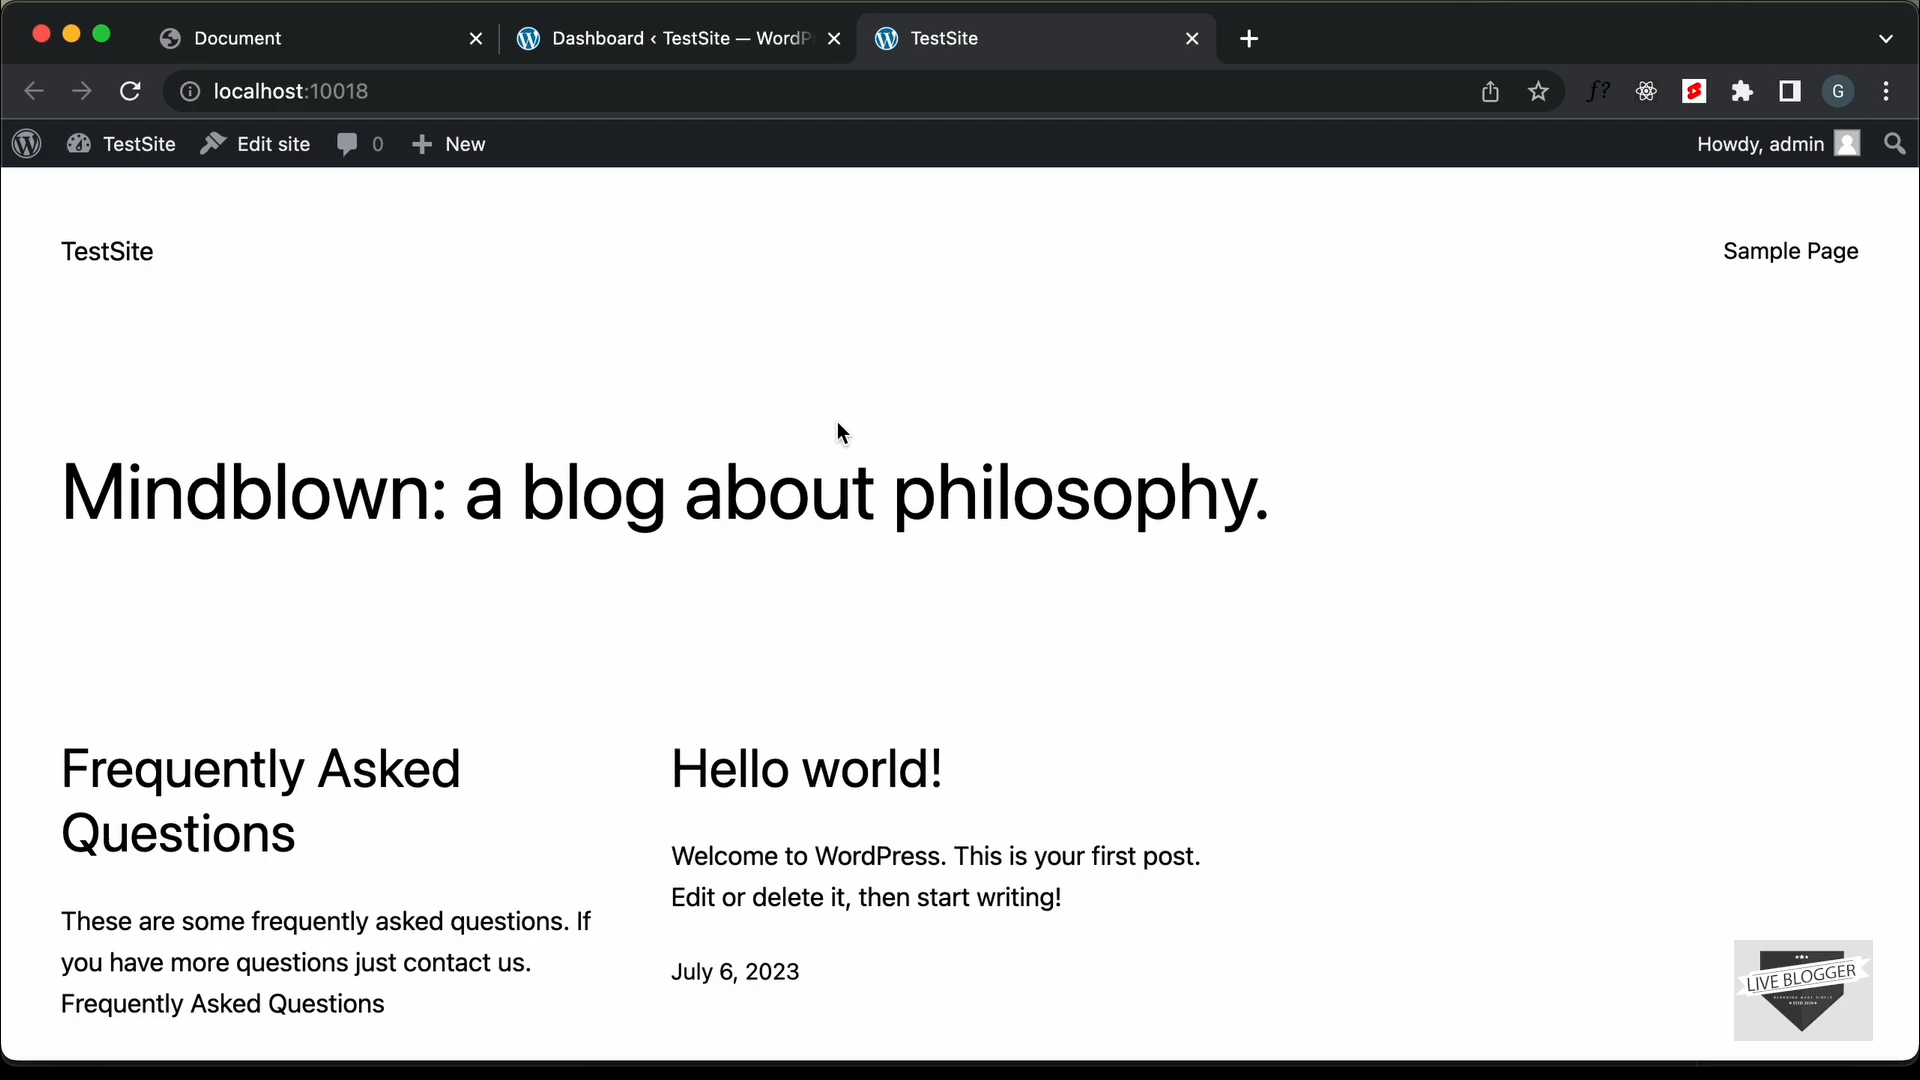 Document
Dashboard ‹ TestSite — WordP
TestSite
localhost:10018
f?
G
TestSite
Edit site
0
New
Howdy, admin
TestSite
Sample Page
Mindblown: a blog about philosophy.
Frequently Asked
Questions
These are some frequently asked questions. If
you have more questions just contact us.
Frequently Asked Questions
Hello world!
Welcome to WordPress. This is your first post.
Edit or delete it, then start writing!
July 6, 2023
LIVE BLOGGER